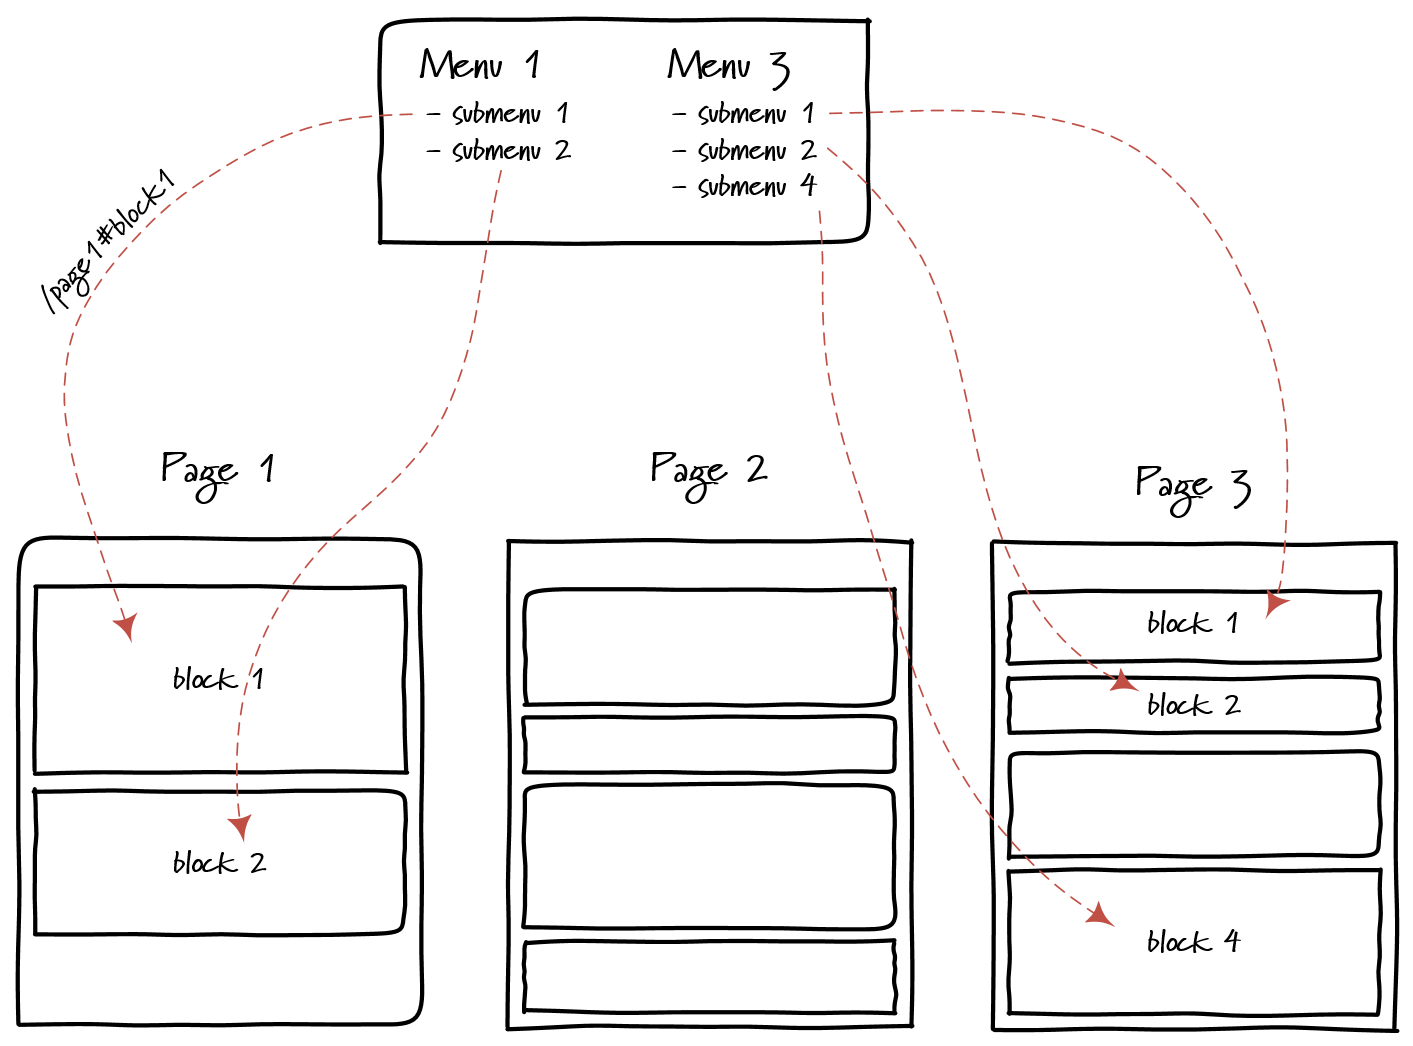 Menu 1
- submenu 1
- submenu 2
Menu 3
- submenu 1
- submenu 2
- submenu 4
/page1#block1
Page 1
block 1
block 2
Page 2
Page 3
block 1
block 2
block 4